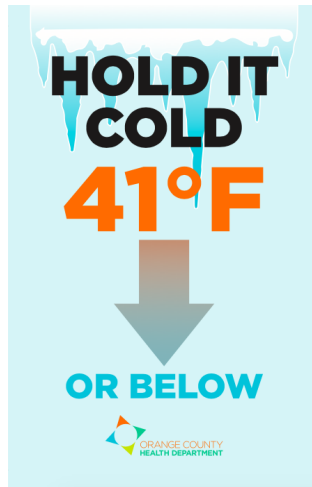 HOLD IT
COLD
41°F
OR BELOW
ORANGE COUNTY
HEALTH DEPARTMENT